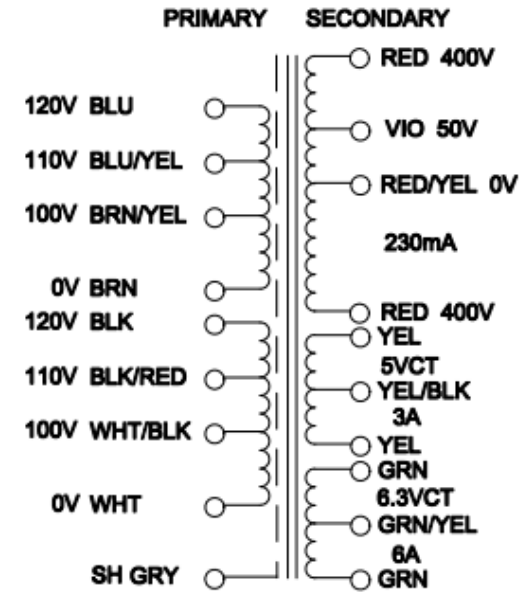 PRIMARY SECONDARY
RED 400V
120V BLU
VIO 50V
110V BLU/YEL
RED/YEL 0V
100V BRN/YEL
230mA
0V BRN
RED 400V
120V BLK
YEL
5VCT
110V BLK/RED
YEL/BLK
3A
100V WHT/BLK
YEL
GRN
6.3VCT
0V WHT
GRN/YEL
6A
SH GRY
GRN